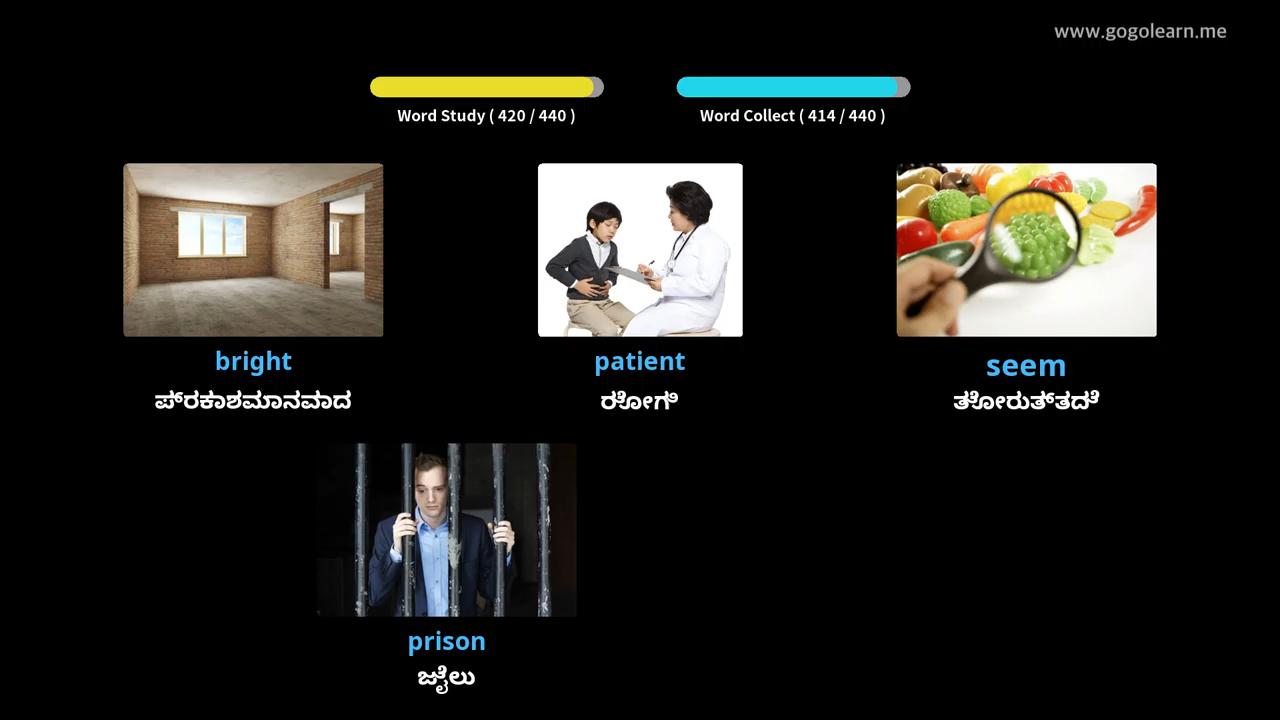 www.gogolearn.me
Word Study ( 420 / 440 )
Word Collect ( 414 / 440 )
bright
ಪ್ರಕಾಶಮಾನವಾದ
patient
ರೋಗಿ
seem
ತೋರುತ್ತದೆ
prison
ಜೈಲು